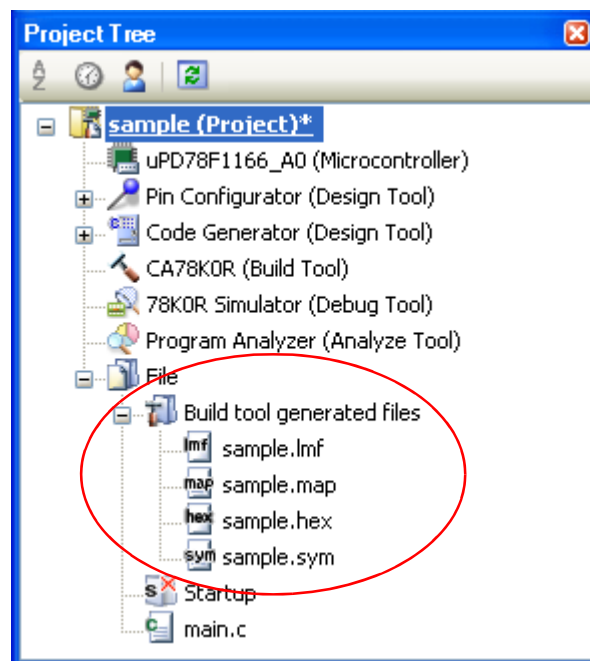 Project Tree
A
Z
sample (Project)*
uPD78F1166_A0 (Microcontroller)
Pin Configurator (Design Tool)
Code Generator (Design Tool)
CA78K0R (Build Tool)
78K0R Simulator (Debug Tool)
Program Analyzer (Analyze Tool)
File
Build tool generated files
lmf sample.lmf
map sample.map
hex sample.hex
sym sample.sym
S Startup
C main.c